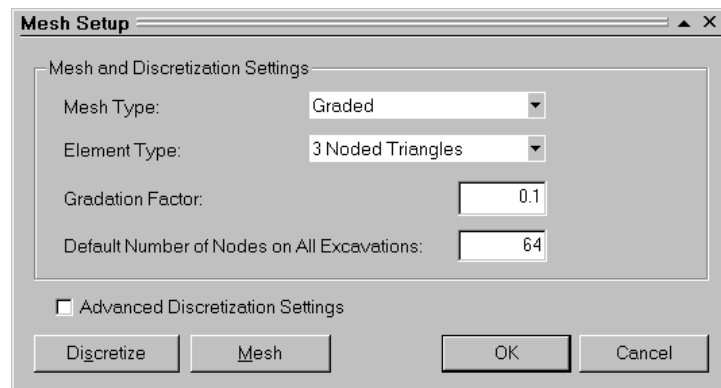 Mesh Setup
Mesh and Discretization Settings
Mesh Type: Graded
Element Type: 3 Noded Triangles
Gradation Factor: 0.1
Default Number of Nodes on All Excavations: 64
Advanced Discretization Settings
Discretize Mesh OK Cancel